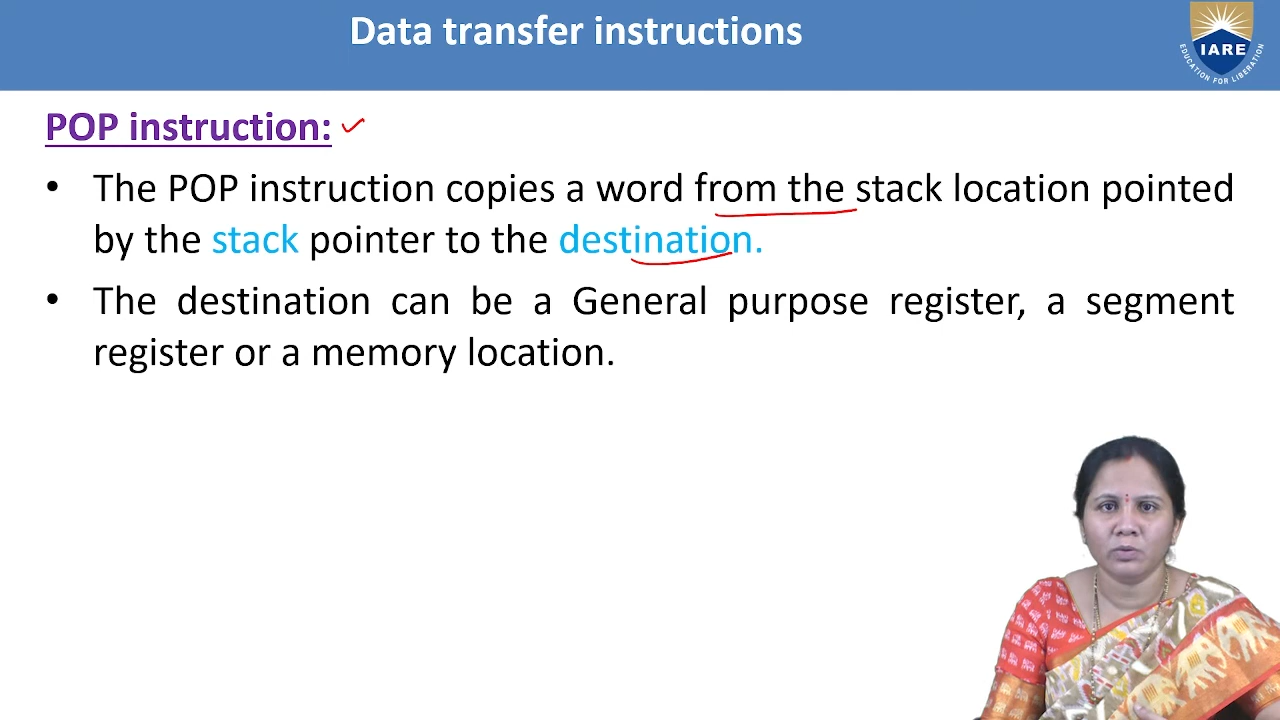 Data transfer instructions
IARE
EDUCATION FOR LIBERATION
POP instruction:
• The POP instruction copies a word from the stack location pointed
by the stack pointer to the destination.
• The destination can be a General purpose register, a segment
register or a memory location.